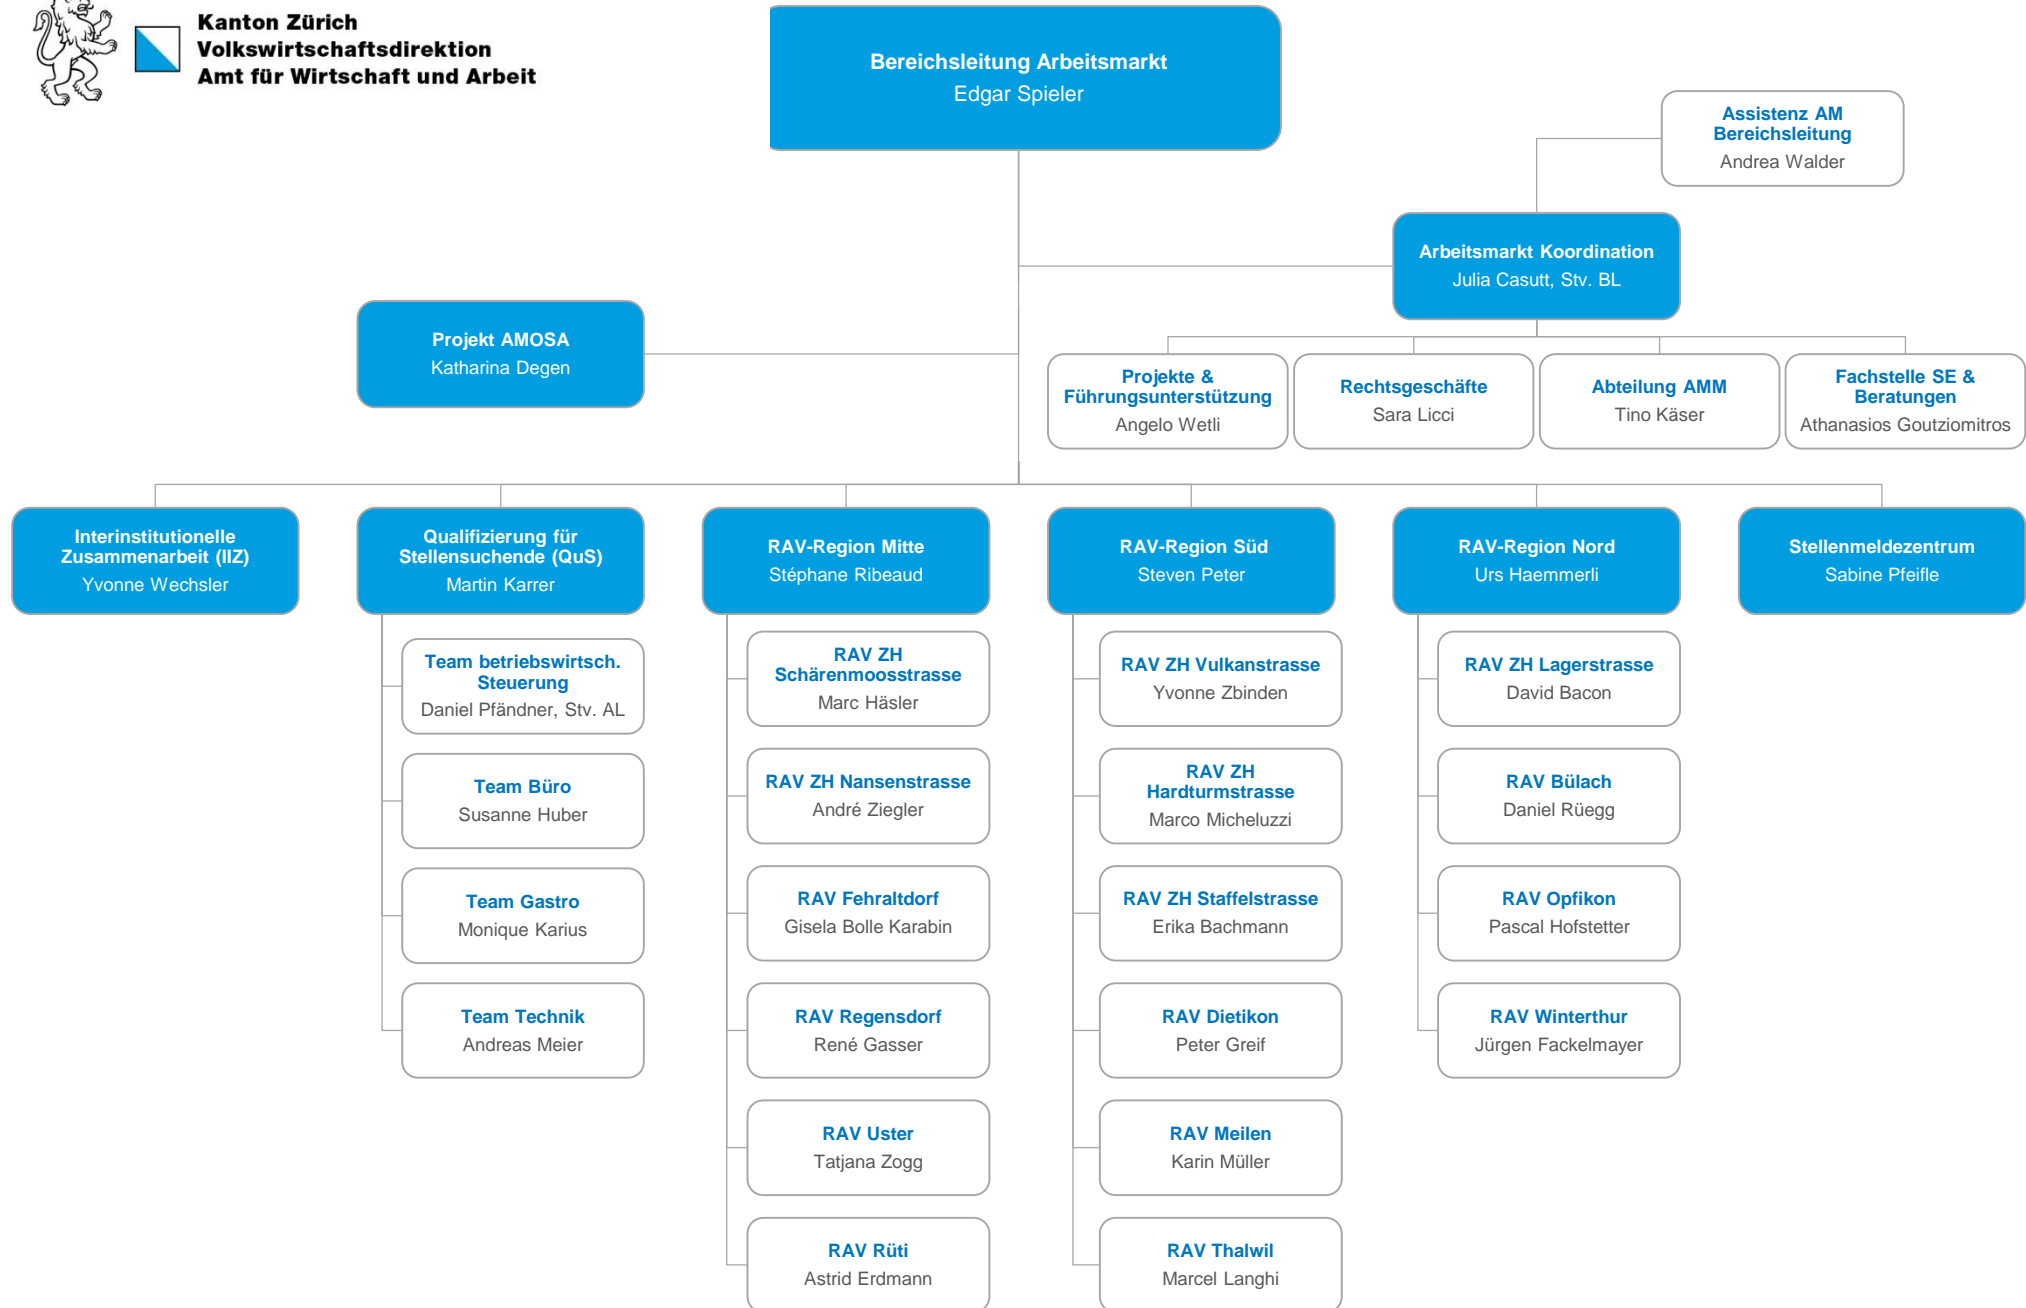 Kanton Zürich
Volkswirtschaftsdirektion
Amt für Wirtschaft und Arbeit
Bereichsleitung Arbeitsmarkt
Edgar Spieler
Assistenz AM
Bereichsleitung
Andrea Walder
Arbeitsmarkt Koordination
Julia Casutt, Stv. BL
Projekt AMOSA
Katharina Degen
Projekte &
Führungsunterstützung
Angelo Wetli
Rechtsgeschäfte
Sara Licci
Abteilung AMM
Tino Käser
Fachstelle SE &
Beratungen
Athanasios Goutziomitros
Interinstitutionelle
Zusammenarbeit (IIZ)
Yvonne Wechsler
Qualifizierung für
Stellensuchende (QuS)
Martin Karrer
RAV-Region Mitte
Stéphane Ribeaud
RAV-Region Süd
Steven Peter
RAV-Region Nord
Urs Haemmerli
Stellenmeldezentrum
Sabine Pfeifle
Team betriebswirtsch.
Steuerung
Daniel Pfändner, Stv. AL
Team Büro
Susanne Huber
Team Gastro
Monique Karius
Team Technik
Andreas Meier
RAV ZH
Schärenmoosstrasse
Marc Häsler
RAV ZH Nansenstrasse
André Ziegler
RAV Fehraltdorf
Gisela Bolle Karabin
RAV Regensdorf
René Gasser
RAV Uster
Tatjana Zogg
RAV Rüti
Astrid Erdmann
RAV ZH Vulkanstrasse
Yvonne Zbinden
RAV ZH
Hardturmstrasse
Marco Micheluzzi
RAV ZH Staffelstrasse
Erika Bachmann
RAV Dietikon
Peter Greif
RAV Meilen
Karin Müller
RAV Thalwil
Marcel Langhi
RAV ZH Lagerstrasse
David Bacon
RAV Bülach
Daniel Rüegg
RAV Opfikon
Pascal Hofstetter
RAV Winterthur
Jürgen Fackelmayer